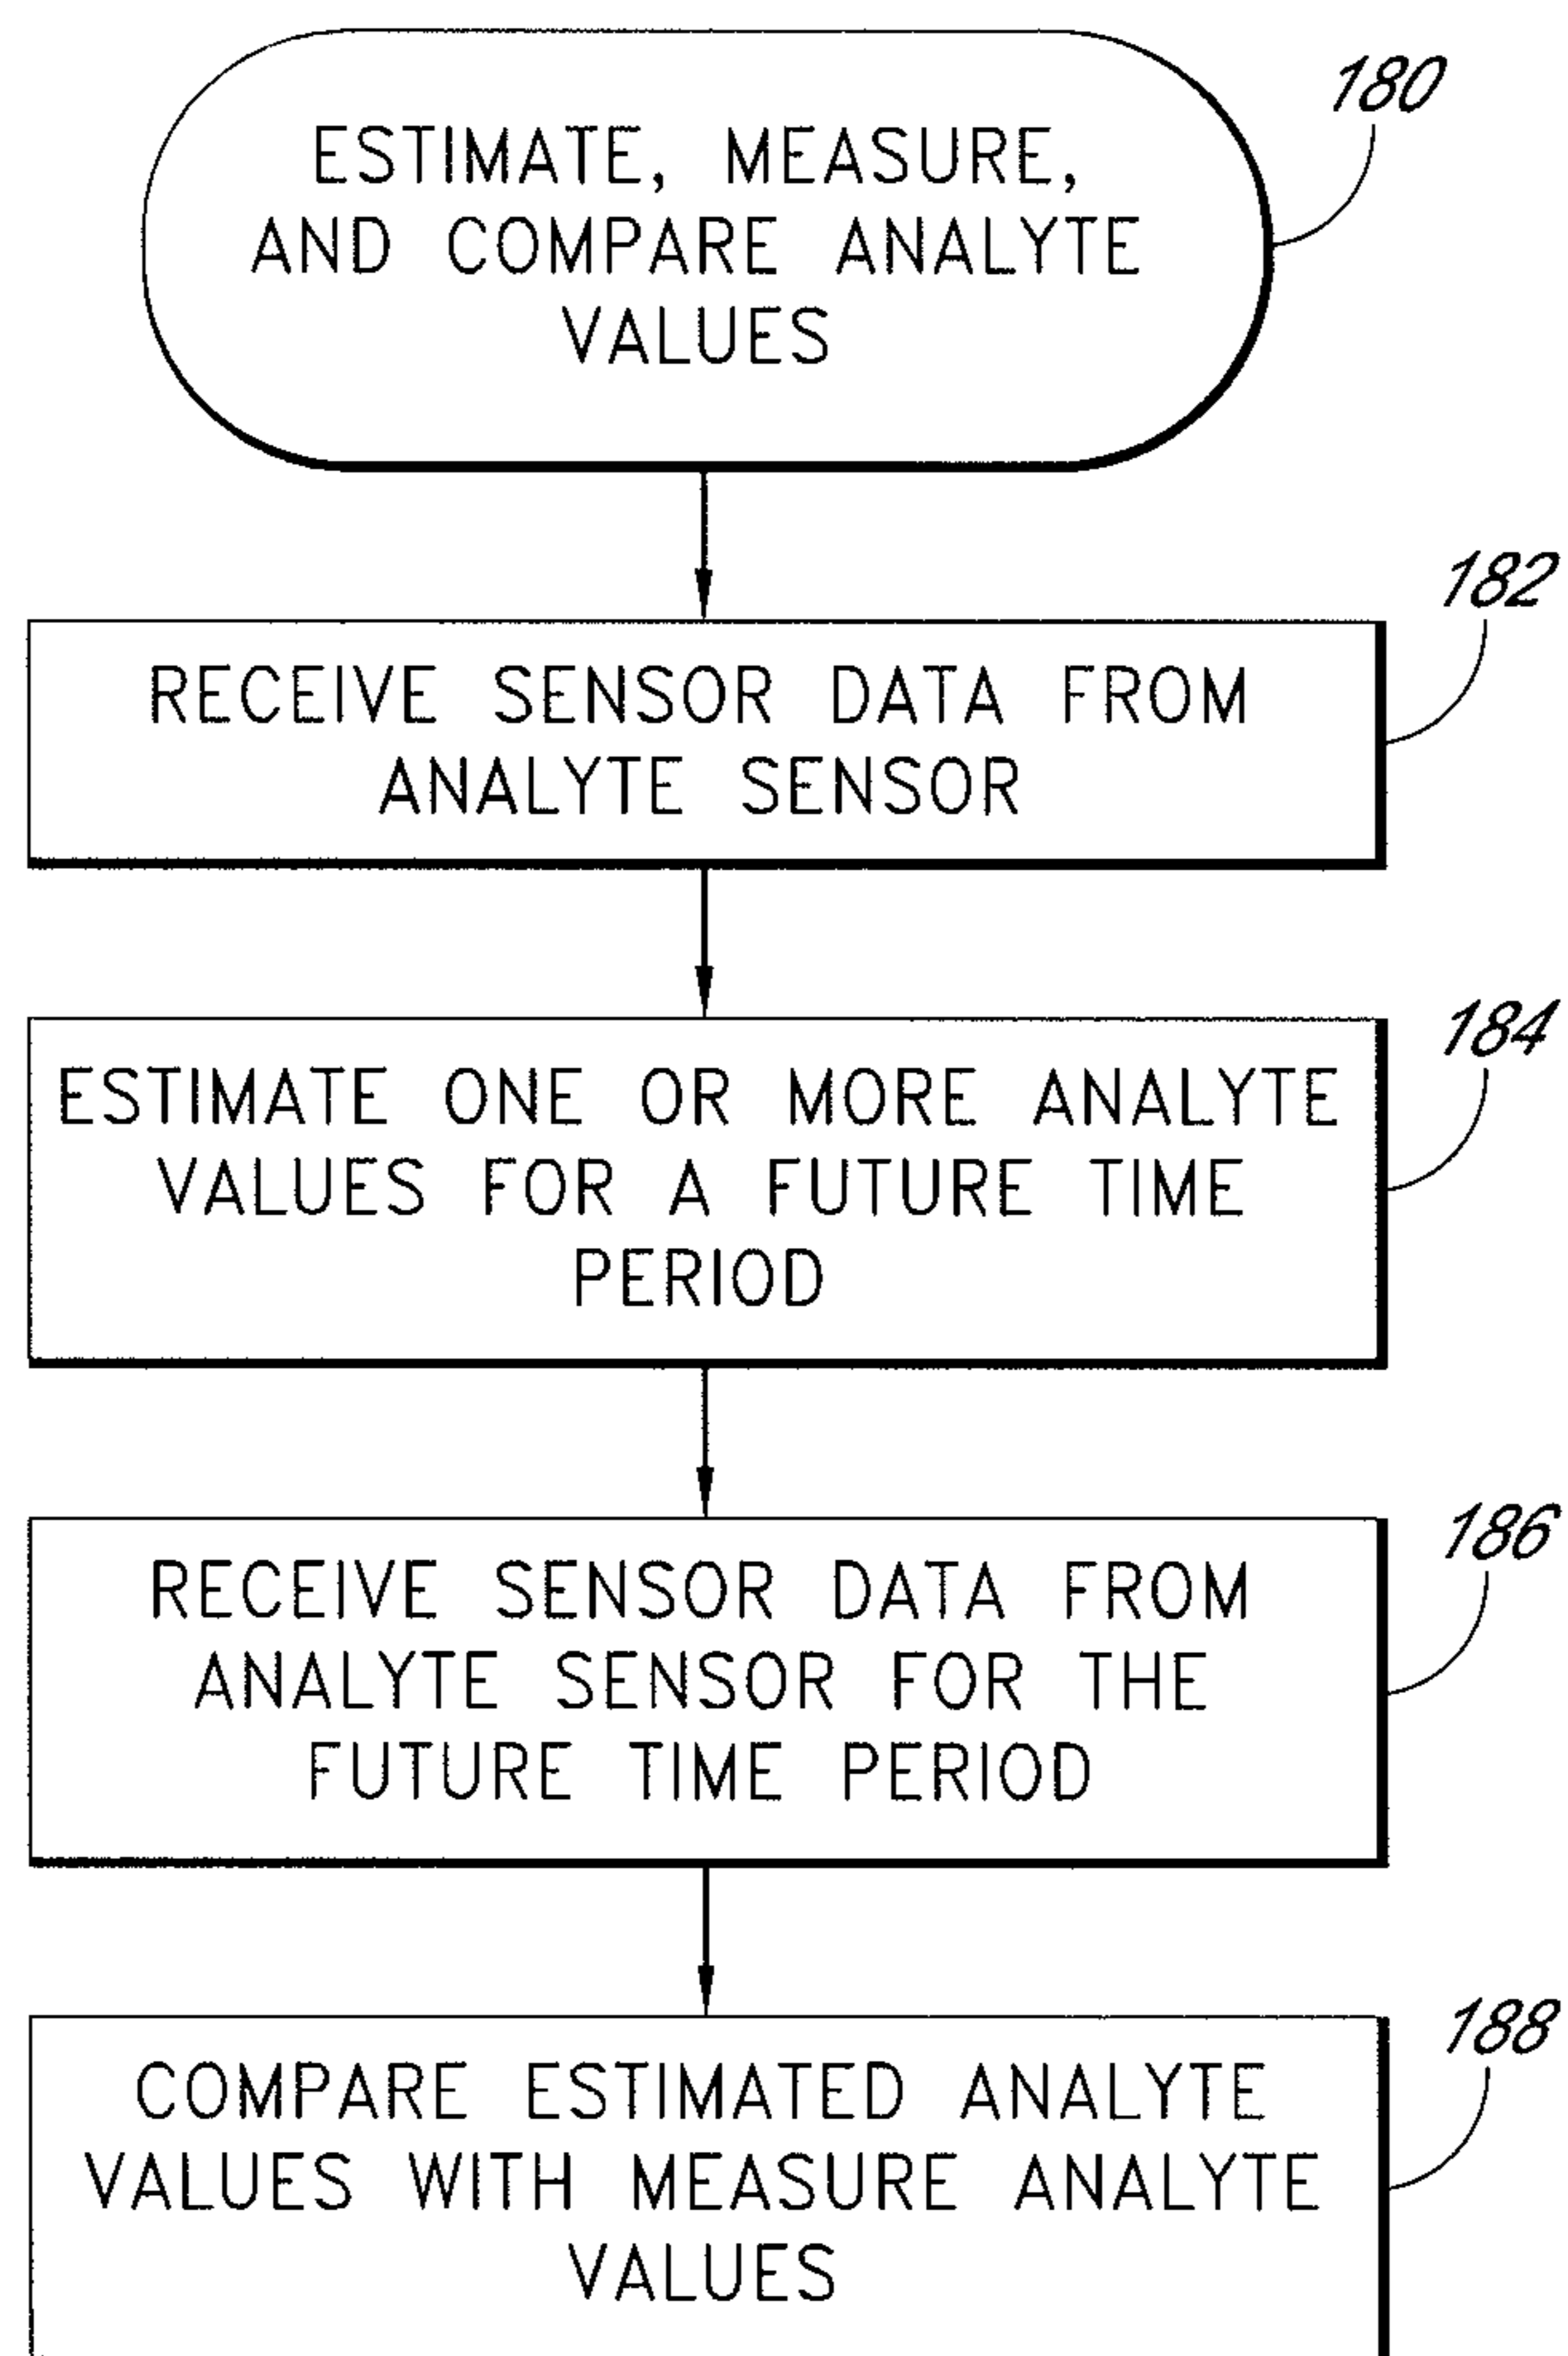 180
ESTIMATE, MEASURE,
AND COMPARE ANALYTE
VALUES
182
RECEIVE SENSOR DATA FROM
ANALYTE SENSOR
184
ESTIMATE ONE OR MORE ANALYTE
VALUES FOR A FUTURE TIME
PERIOD
186
RECEIVE SENSOR DATA FROM
ANALYTE SENSOR FOR THE
FUTURE TIME PERIOD
188
COMPARE ESTIMATED ANALYTE
VALUES WITH MEASURE ANALYTE
VALUES